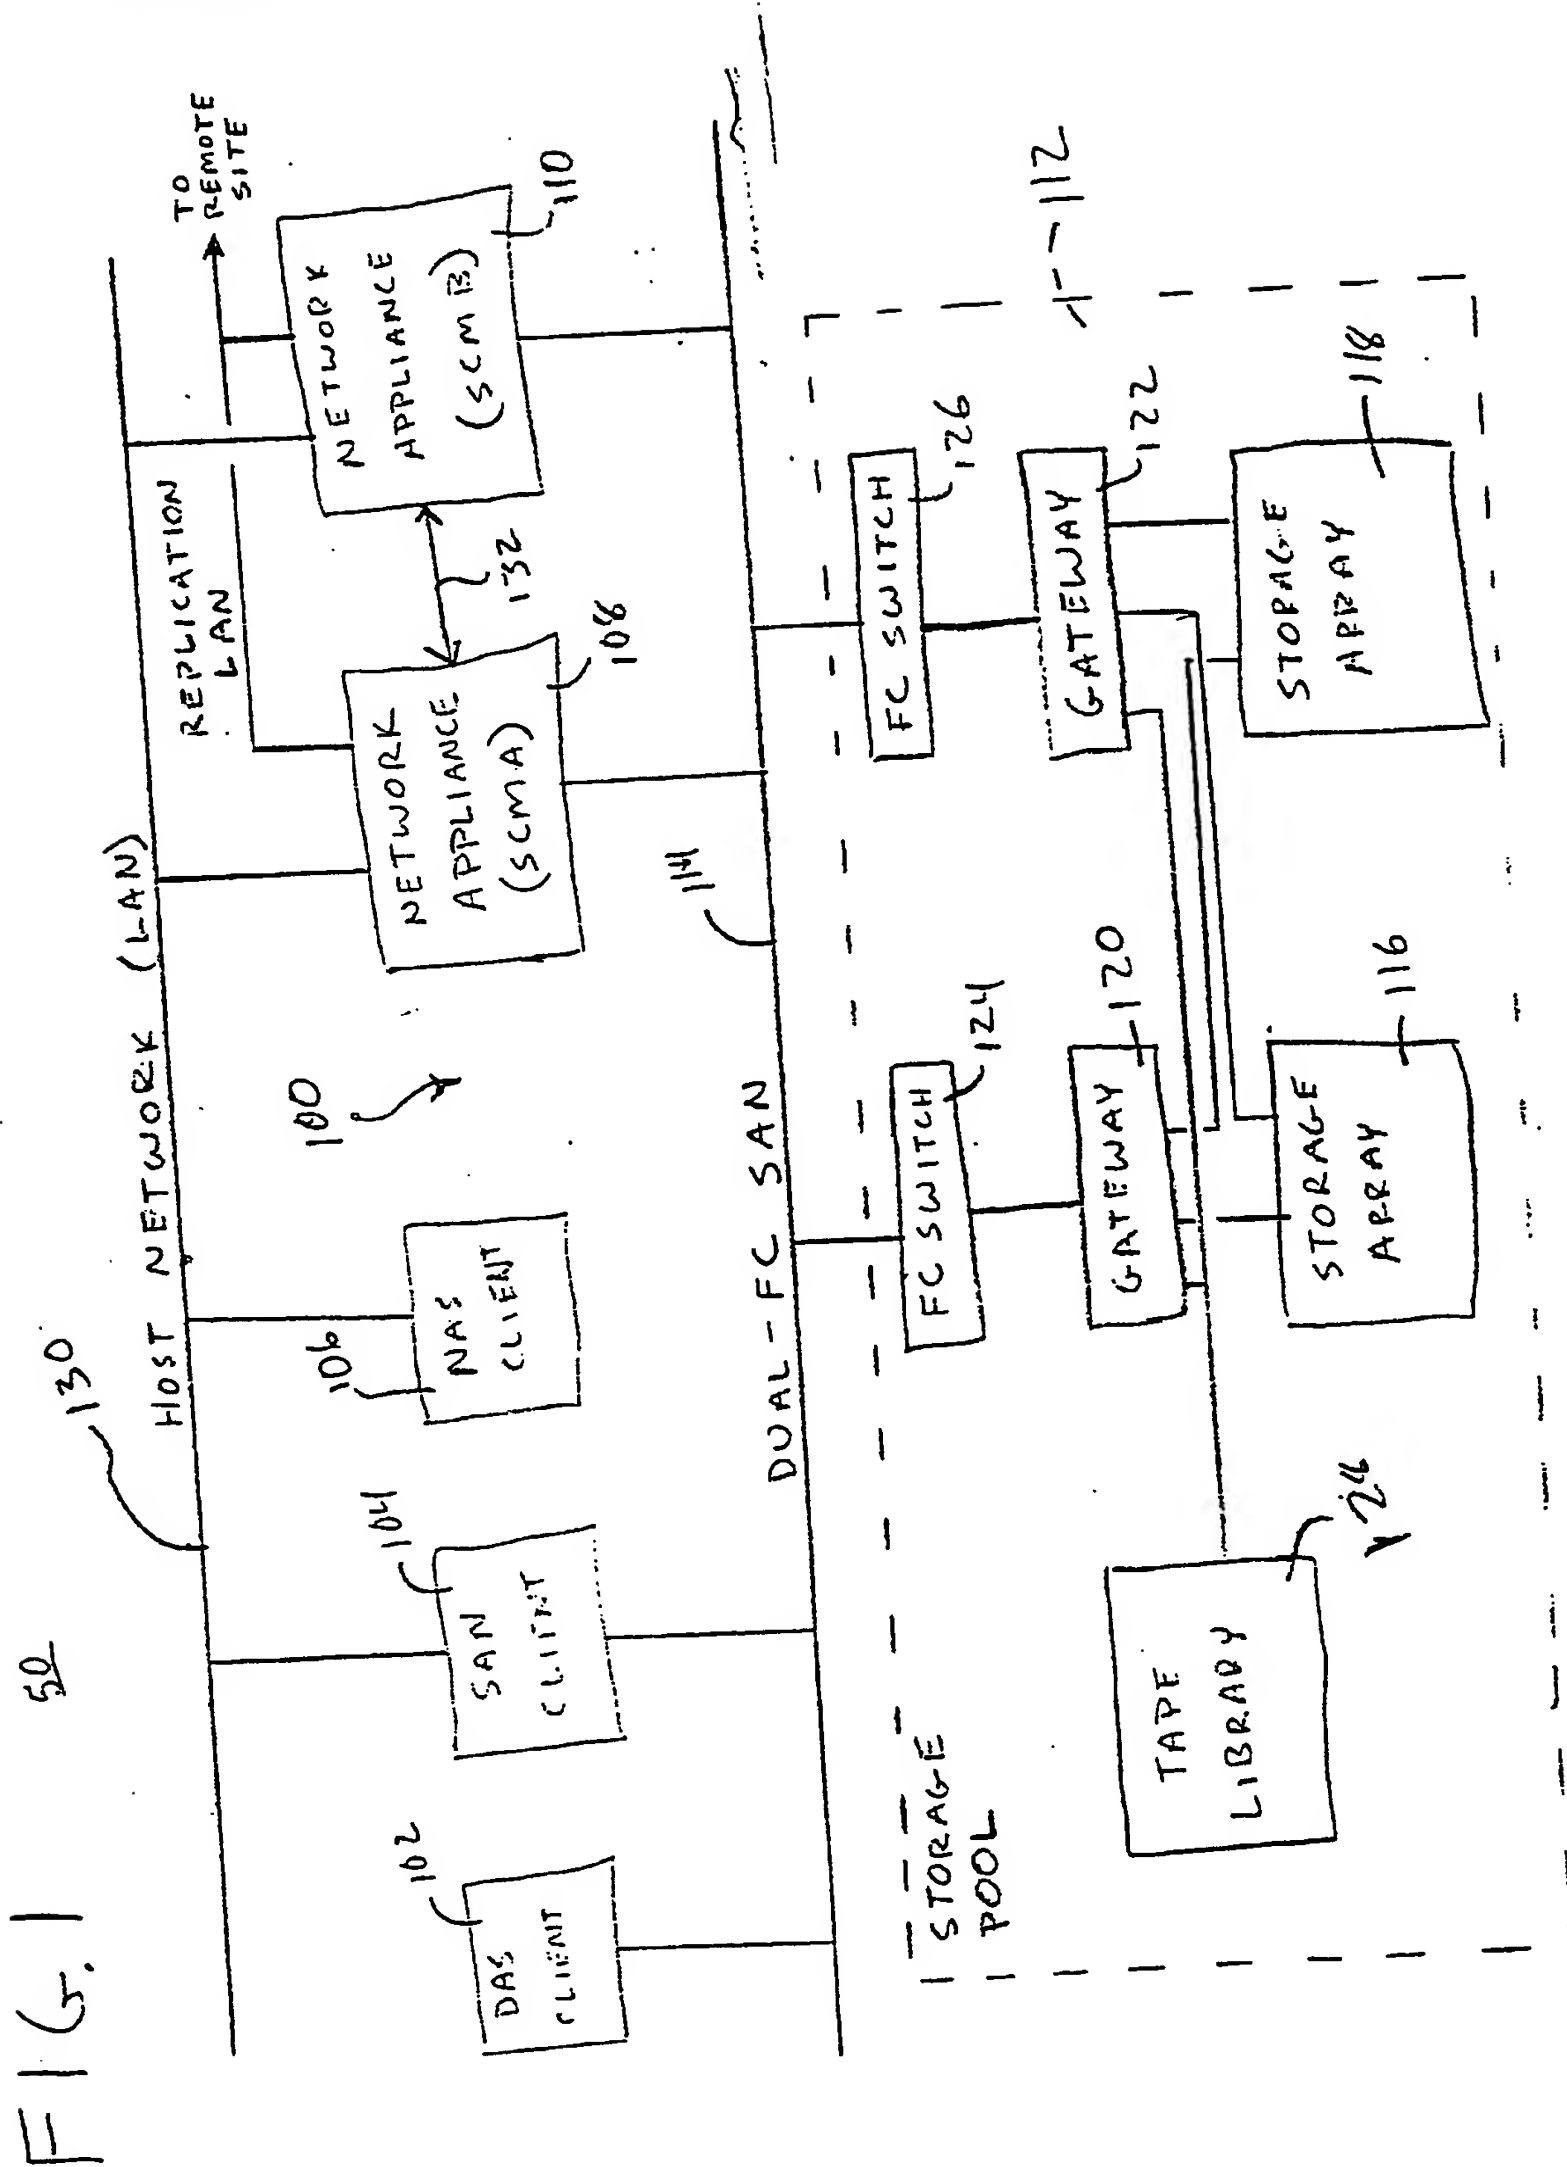 FIG. 1
50
130
HOST NETWORK (LAN)
REPLICATION
LAN
TO
REMOTE
SITE
102
DAS
CLIENT
104
SAN
CLIENT
106
NAS
CLIENT
100
NETWORK
APPLIANCE
(SCMA)
108
132
NETWORK
APPLIANCE
(SCMB)
110
DUAL-FC SAN
114
STORAGE
POOL
112
FC SWITCH
124
FC SWITCH
126
GATEWAY
120
GATEWAY
122
TAPE
LIBRARY
STORAGE
ARRAY
116
STORAGE
ARRAY
118